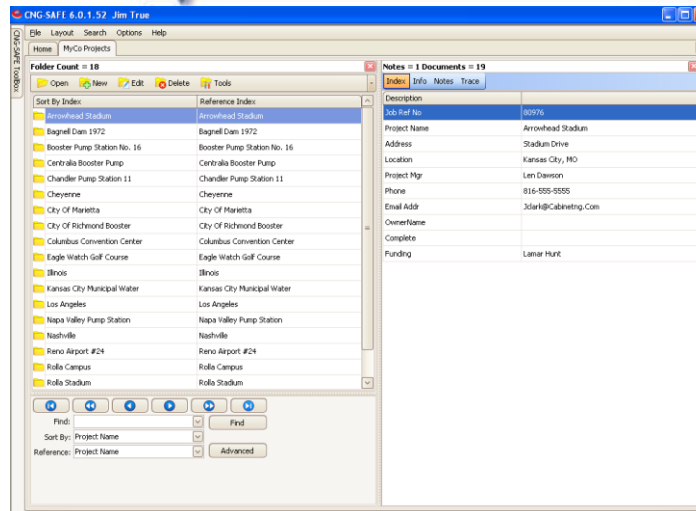 CNG-SAFE 6.0.1.52 Jim True
File Layout Search Options Help
CNG-SAFE ToolBox
Home MyCo Projects
Folder Count = 18
Open New Edit Delete Tools
Sort By Index Reference Index
Arrowhead Stadium Arrowhead Stadium
Bagnell Dam 1972 Bagnell Dam 1972
Booster Pump Station No. 16 Booster Pump Station No. 16
Centralia Booster Pump Centralia Booster Pump
Chandler Pump Station 11 Chandler Pump Station 11
Cheyenne Cheyenne
City Of Marietta City Of Marietta
City Of Richmond Booster City Of Richmond Booster
Columbus Convention Center Columbus Convention Center
Eagle Watch Golf Course Eagle Watch Golf Course
Illinois Illinois
Kansas City Municipal Water Kansas City Municipal Water
Los Angeles Los Angeles
Napa Valley Pump Station Napa Valley Pump Station
Nashville Nashville
Reno Airport #24 Reno Airport #24
Rolla Campus Rolla Campus
Rolla Stadium Rolla Stadium
Find: Find
Sort By: Project Name
Reference: Project Name Advanced
Notes = 1 Documents = 19
Index Info Notes Trace
Description
Job Ref No 80976
Project Name Arrowhead Stadium
Address Stadium Drive
Location Kansas City, MO
Project Mgr Len Dawson
Phone 816-555-5555
Email Addr Jclark@Cabinetng.Com
OwnerName
Complete
Funding Lamar Hunt